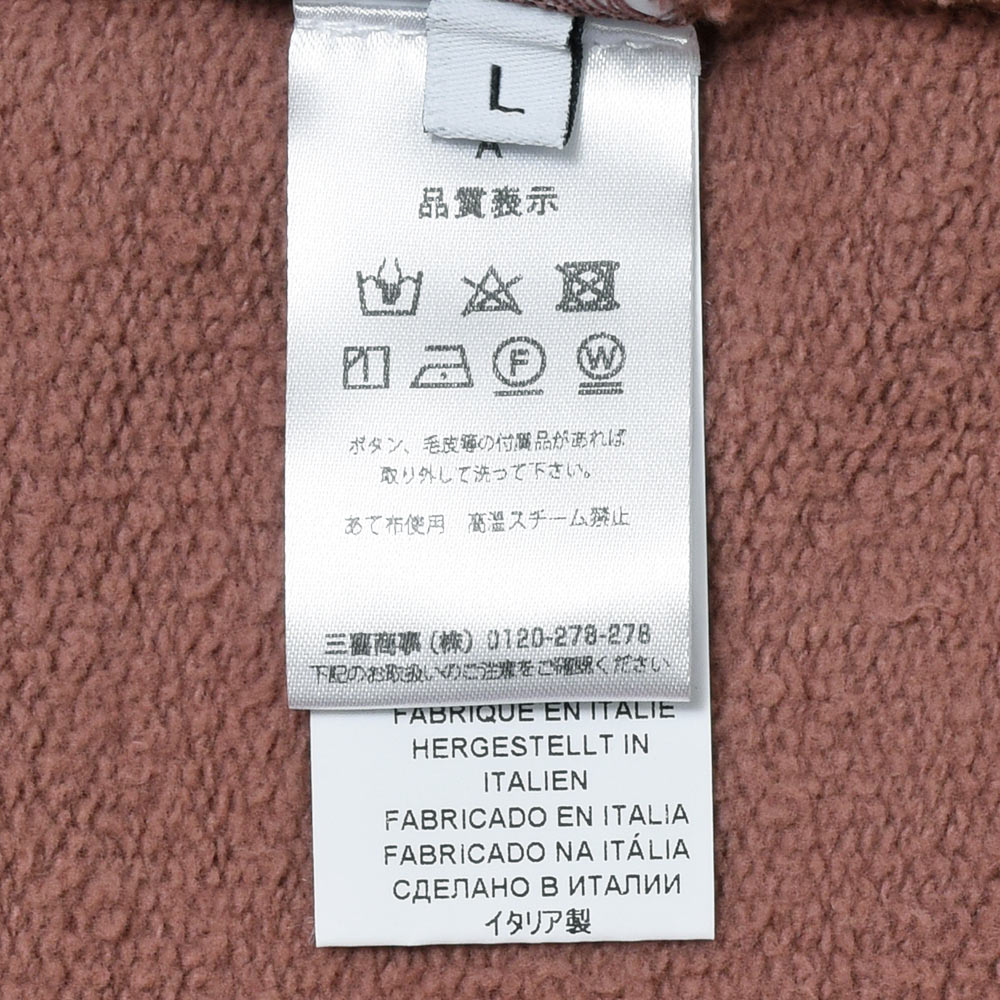 L
A
品質表示
F
W
ボタン、毛皮等の付属品があれば
取り外して洗って下さい。
あて布使用 高温スチーム禁止
三喜商事(株) 0120-278-278
下記のお取扱いのご注意をご確認ください
FABRIQUÉ EN ITALIE
HERGESTELLT IN
ITALIEN
FABRICADO EN ITALIA
FABRICADO NA ITÁLIA
СДЕЛАНО В ИТАЛИИ
イタリア製